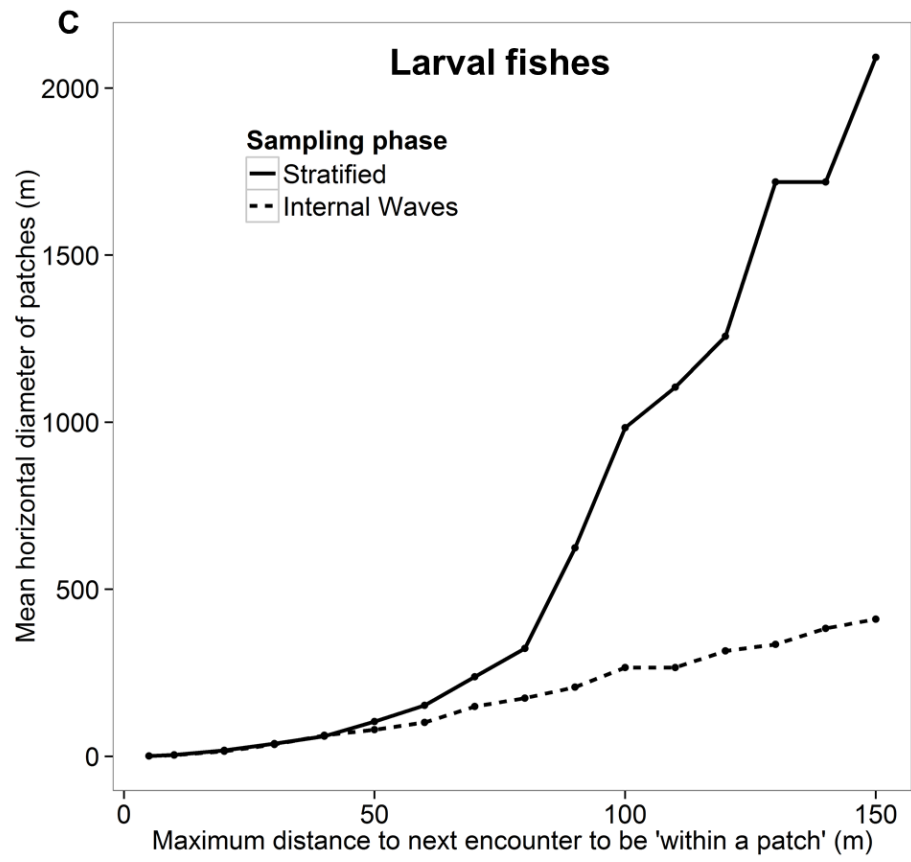 C
Larval fishes
Sampling phase
Stratified
Internal Waves
Mean horizontal diameter of patches (m)
2000
1500
1000
500
0
0 50 100 150
Maximum distance to next encounter to be 'within a patch' (m)